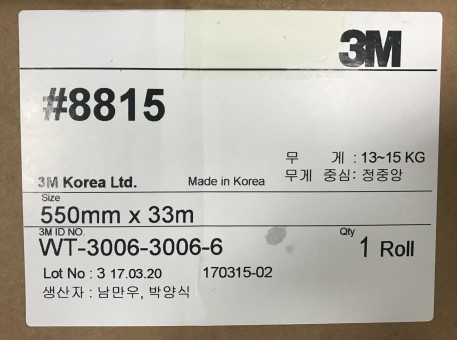 3M
#8815
무 게 : 13~15 KG
3M Korea Ltd. Made in Korea 무게 중심: 정중앙
Size
550mm x 33m
3M ID NO. Qty
WT-3006-3006-6 1 Roll
Lot No : 3 17.03.20 170315-02
생산자 : 남만우, 박양식